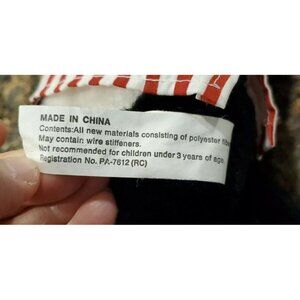 MADE IN CHINA
Contents:All new materials consisting of polyester fiber
May contain wire stiffeners.
Not recommended for children under 3 years of age
Registration No. PA-7612 (RC)